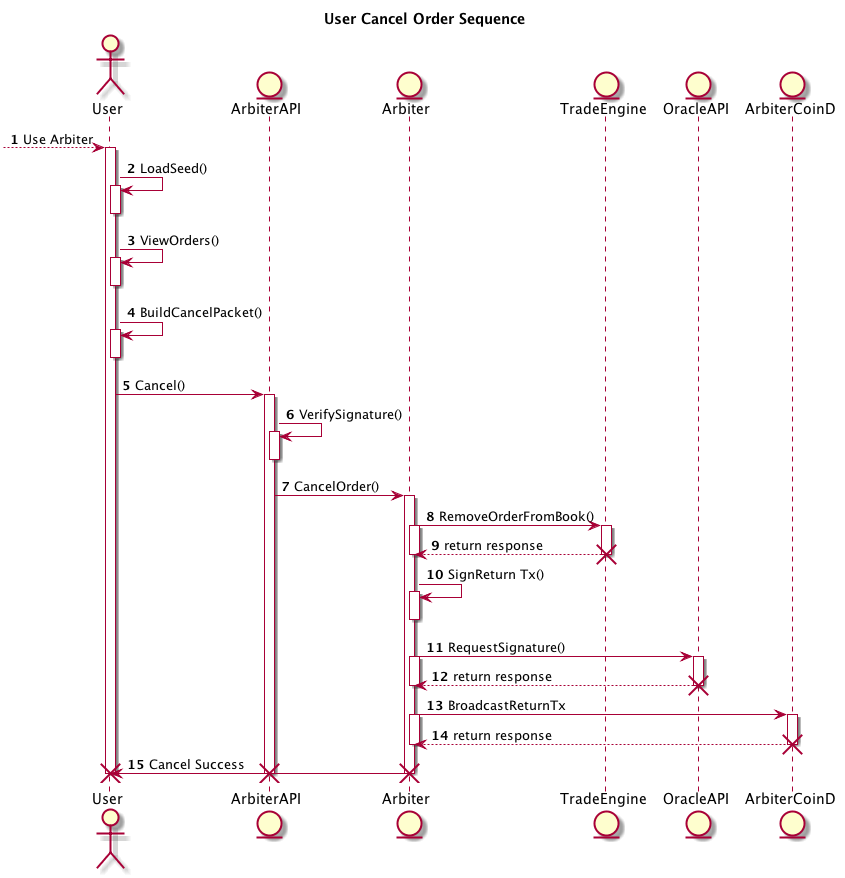 User Cancel Order Sequence
User
ArbiterAPI
Arbiter
TradeEngine
OracleAPI
ArbiterCoinD
1 Use Arbiter
2 LoadSeed()
3 ViewOrders()
4 BuildCancelPacket()
5 Cancel()
6 VerifySignature()
7 CancelOrder()
8 RemoveOrderFromBook()
9 return response
10 SignReturn Tx()
11 RequestSignature()
12 return response
13 BroadcastReturnTx
14 return response
15 Cancel Success
User
ArbiterAPI
Arbiter
TradeEngine
OracleAPI
ArbiterCoinD